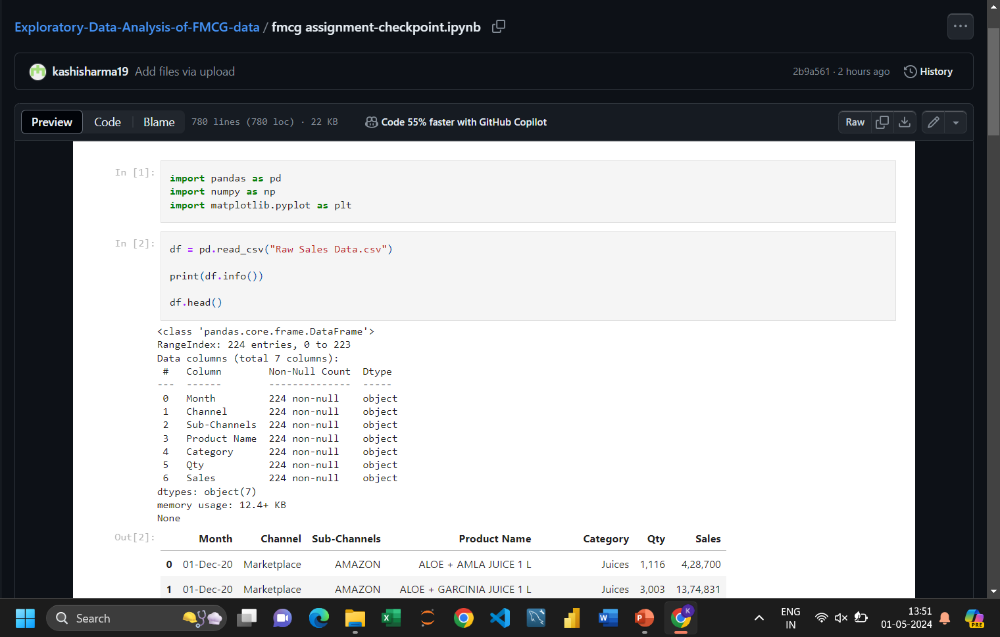 Exploratory-Data-Analysis-of-FMCG-data / fmcg assignment-checkpoint.ipynb
kashisharma19 Add files via upload 2b9a561 · 2 hours ago History
Preview Code Blame 780 lines (780 loc) · 22 KB Code 55% faster with GitHub Copilot Raw
In [1]: import pandas as pd
import numpy as np
import matplotlib.pyplot as plt
In [2]: df = pd.read_csv("Raw Sales Data.csv")
print(df.info())
df.head()
<class 'pandas.core.frame.DataFrame'>
RangeIndex: 224 entries, 0 to 223
Data columns (total 7 columns):
# Column Non-Null Count Dtype
--- ------ -------------- -----
0 Month 224 non-null object
1 Channel 224 non-null object
2 Sub-Channels 224 non-null object
3 Product Name 224 non-null object
4 Category 224 non-null object
5 Qty 224 non-null object
6 Sales 224 non-null object
dtypes: object(7)
memory usage: 12.4+ KB
None
Out[2]: Month Channel Sub-Channels Product Name Category Qty Sales
0 01-Dec-20 Marketplace AMAZON ALOE + AMLA JUICE 1 L Juices 1,116 4,28,700
1 01-Dec-20 Marketplace AMAZON ALOE + GARCINIA JUICE 1 L Juices 3,003 13,74,831
Search ENG 13:51
IN 01-05-2024 PRE